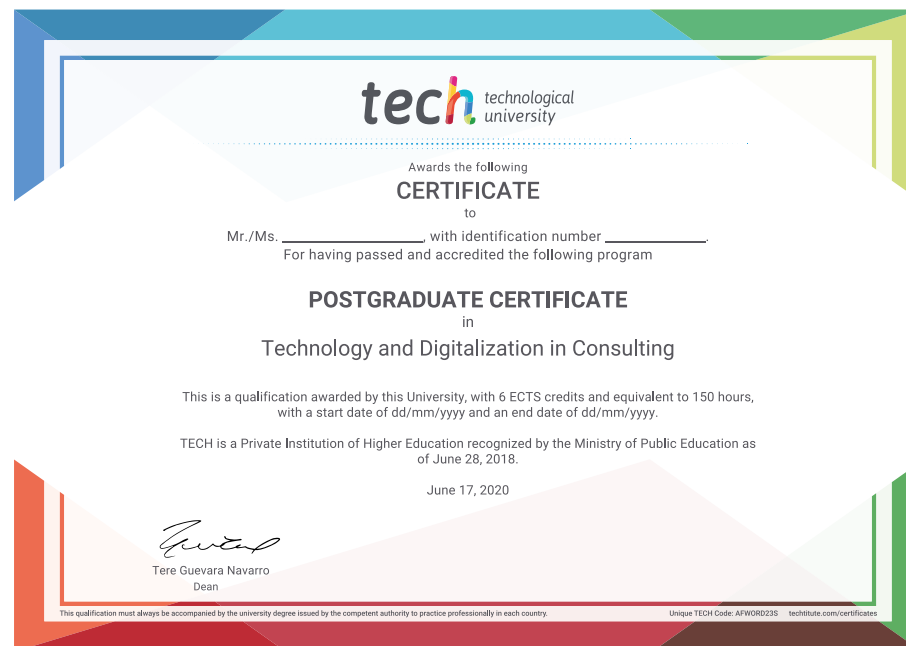 tech technological
university
Awards the following
CERTIFICATE
to
Mr./Ms. ____________, with identification number ____________.
For having passed and accredited the following program
POSTGRADUATE CERTIFICATE
in
Technology and Digitalization in Consulting
This is a qualification awarded by this University, with 6 ECTS credits and equivalent to 150 hours,
with a start date of dd/mm/yyyy and an end date of dd/mm/yyyy.
TECH is a Private Institution of Higher Education recognized by the Ministry of Public Education as
of June 28, 2018.
June 17, 2020
Tere Guevara Navarro
Dean
This qualification must always be accompanied by the university degree issued by the competent authority to practice professionally in each country. Unique TECH Code: AFWORD23S techtitute.com/certificates